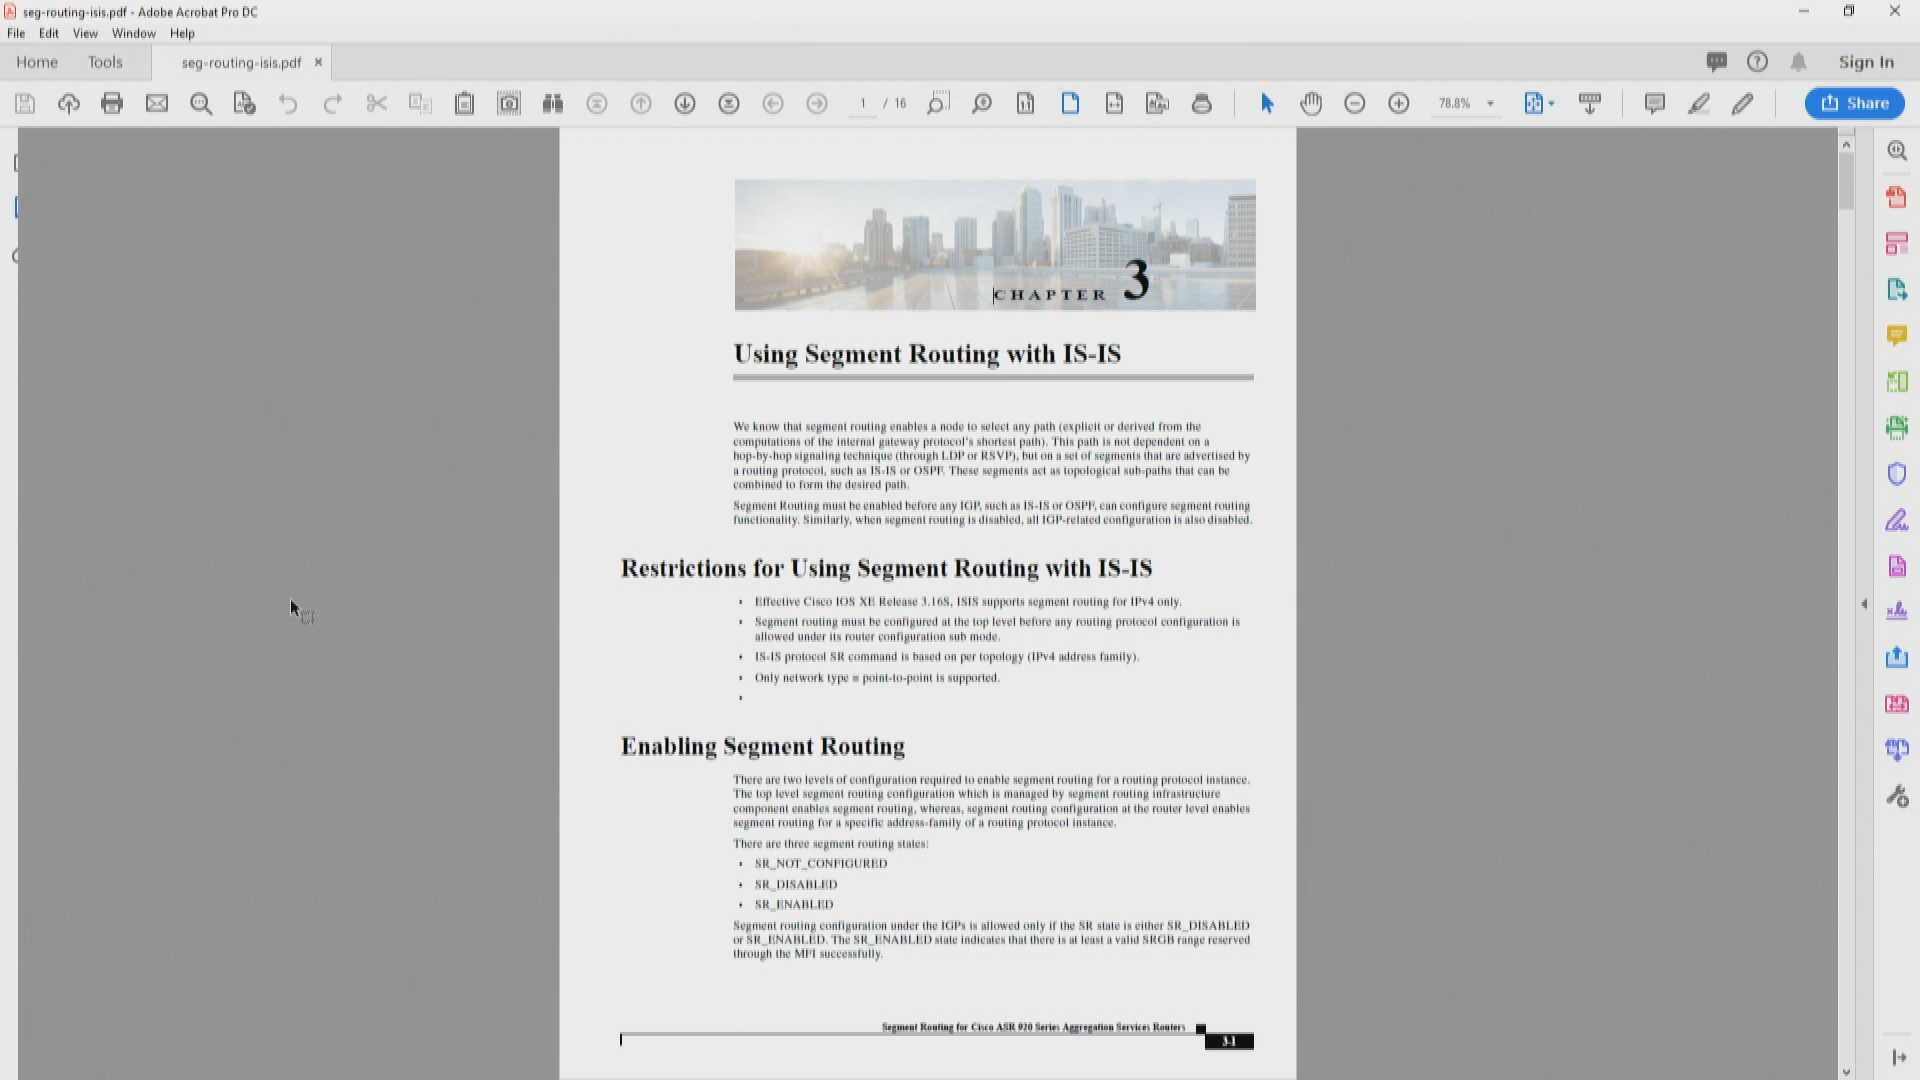 seg-routing-isis.pdf - Adobe Acrobat Pro DC
File Edit View Window Help
Home Tools seg-routing-isis.pdf × Sign In
1 / 16 78.8% Share
CHAPTER 3
Using Segment Routing with IS-IS
We know that segment routing enables a node to select any path (explicit or derived from the
computations of the internal gateway protocol's shortest path). This path is not dependent on a
hop-by-hop signaling technique (through LDP or RSVP), but on a set of segments that are advertised by
a routing protocol, such as IS-IS or OSPF. These segments act as topological sub-paths that can be
combined to form the desired path.
Segment Routing must be enabled before any IGP, such as IS-IS or OSPF, can configure segment routing
functionality. Similarly, when segment routing is disabled, all IGP-related configuration is also disabled.
Restrictions for Using Segment Routing with IS-IS
• Effective Cisco IOS XE Release 3.16S, ISIS supports segment routing for IPv4 only.
• Segment routing must be configured at the top level before any routing protocol configuration is
allowed under its router configuration sub mode.
• IS-IS protocol SR command is based on per topology (IPv4 address family).
• Only network type = point-to-point is supported.
•
Enabling Segment Routing
There are two levels of configuration required to enable segment routing for a routing protocol instance.
The top level segment routing configuration which is managed by segment routing infrastructure
component enables segment routing, whereas, segment routing configuration at the router level enables
segment routing for a specific address-family of a routing protocol instance.
There are three segment routing states:
• SR_NOT_CONFIGURED
• SR_DISABLED
• SR_ENABLED
Segment routing configuration under the IGPs is allowed only if the SR state is either SR_DISABLED
or SR_ENABLED. The SR_ENABLED state indicates that there is at least a valid SRGB range reserved
through the MFI successfully.
Segment Routing for Cisco ASR 920 Series Aggregation Services Routers
3-1